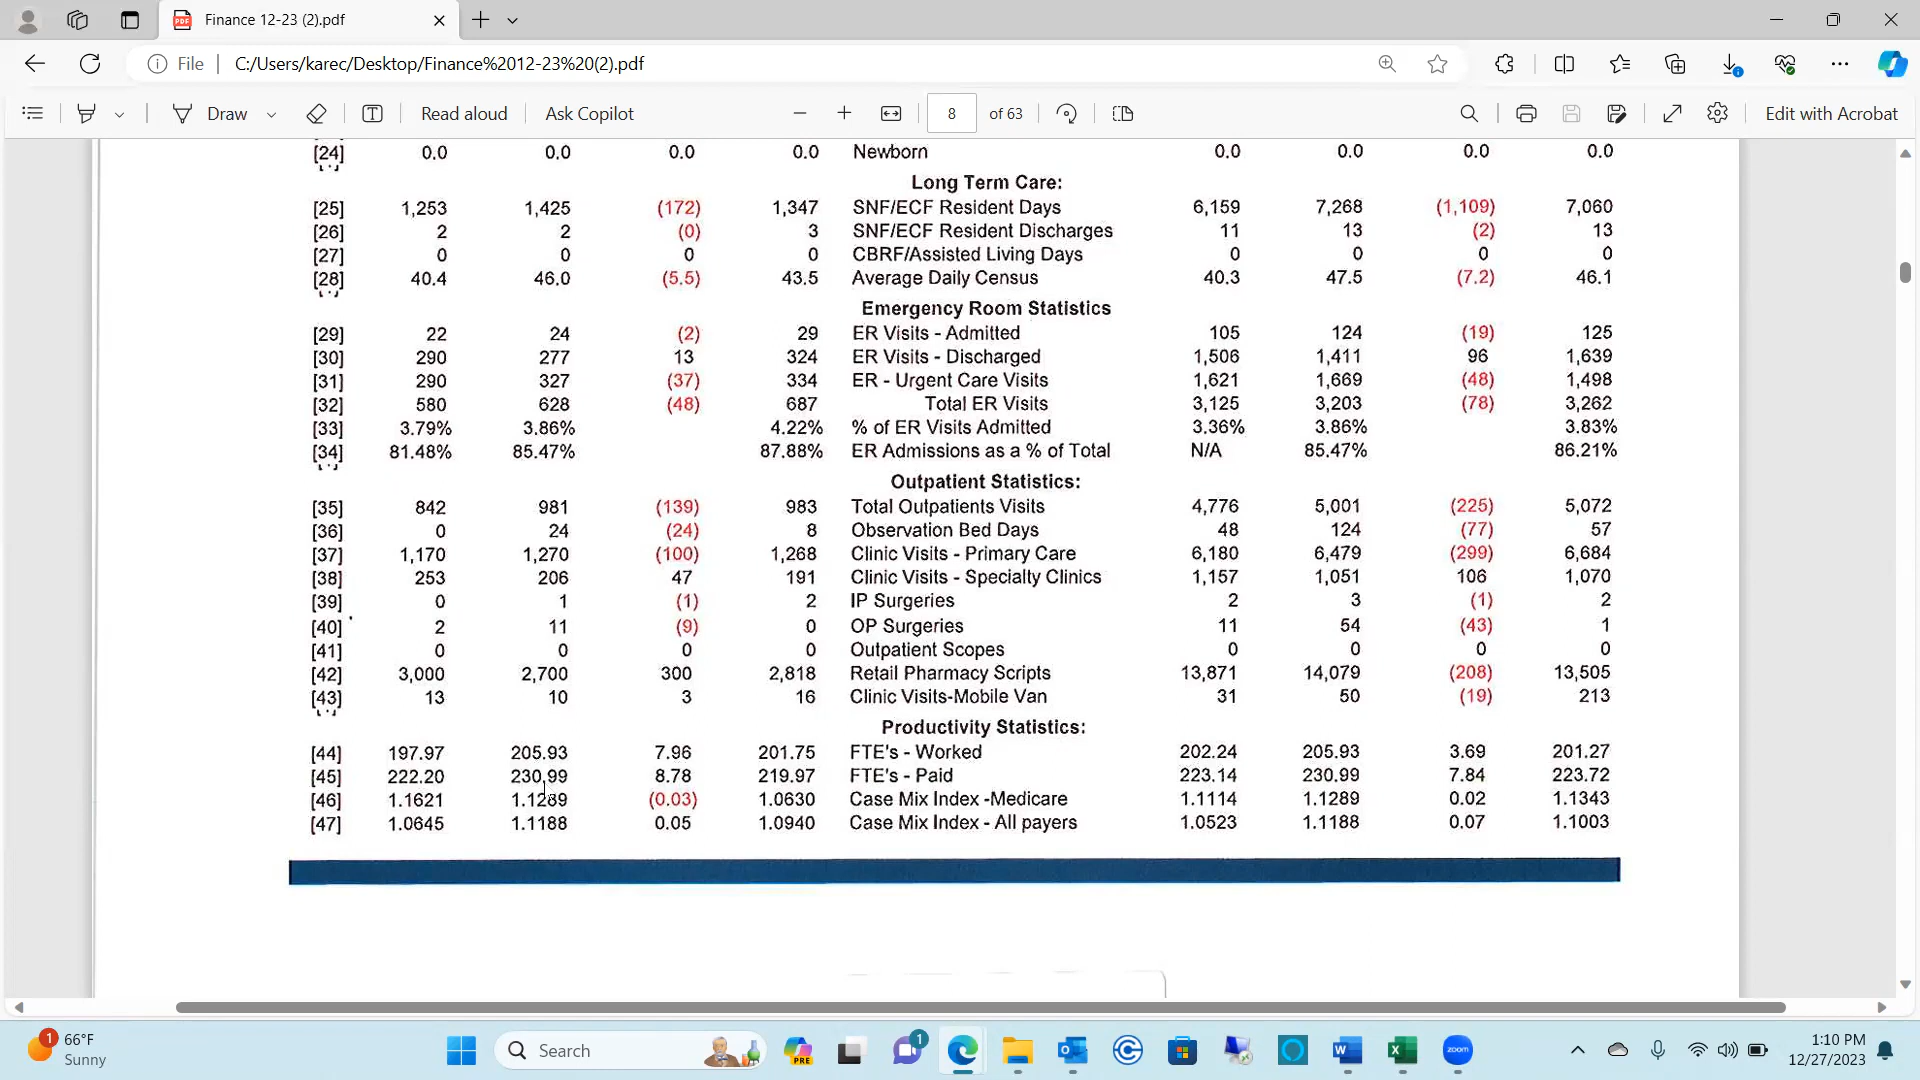 Finance 12-23 (2).pdf
File C:/Users/karec/Desktop/Finance%2012-23%20(2).pdf
Draw Read aloud Ask Copilot 8 of 63 Edit with Acrobat
[24] 0.0 0.0 0.0 0.0 Newborn 0.0 0.0 0.0 0.0
Long Term Care:
[25] 1,253 1,425 (172) 1,347 SNF/ECF Resident Days 6,159 7,268 (1,109) 7,060
[26] 2 2 (0) 3 SNF/ECF Resident Discharges 11 13 (2) 13
[27] 0 0 0 0 CBRF/Assisted Living Days 0 0 0 0
[28] 40.4 46.0 (5.5) 43.5 Average Daily Census 40.3 47.5 (7.2) 46.1
Emergency Room Statistics
[29] 22 24 (2) 29 ER Visits - Admitted 105 124 (19) 125
[30] 290 277 13 324 ER Visits - Discharged 1,506 1,411 96 1,639
[31] 290 327 (37) 334 ER - Urgent Care Visits 1,621 1,669 (48) 1,498
[32] 580 628 (48) 687 Total ER Visits 3,125 3,203 (78) 3,262
[33] 3.79% 3.86% 4.22% % of ER Visits Admitted 3.36% 3.86% 3.83%
[34] 81.48% 85.47% 87.88% ER Admissions as a % of Total N/A 85.47% 86.21%
Outpatient Statistics:
[35] 842 981 (139) 983 Total Outpatients Visits 4,776 5,001 (225) 5,072
[36] 0 24 (24) 8 Observation Bed Days 48 124 (77) 57
[37] 1,170 1,270 (100) 1,268 Clinic Visits - Primary Care 6,180 6,479 (299) 6,684
[38] 253 206 47 191 Clinic Visits - Specialty Clinics 1,157 1,051 106 1,070
[39] 0 1 (1) 2 IP Surgeries 2 3 (1) 2
[40] 2 11 (9) 0 OP Surgeries 11 54 (43) 1
[41] 0 0 0 0 Outpatient Scopes 0 0 0 0
[42] 3,000 2,700 300 2,818 Retail Pharmacy Scripts 13,871 14,079 (208) 13,505
[43] 13 10 3 16 Clinic Visits-Mobile Van 31 50 (19) 213
Productivity Statistics:
[44] 197.97 205.93 7.96 201.75 FTE's - Worked 202.24 205.93 3.69 201.27
[45] 222.20 230.99 8.78 219.97 FTE's - Paid 223.14 230.99 7.84 223.72
[46] 1.1621 1.1289 (0.03) 1.0630 Case Mix Index -Medicare 1.1114 1.1289 0.02 1.1343
[47] 1.0645 1.1188 0.05 1.0940 Case Mix Index - All payers 1.0523 1.1188 0.07 1.1003
1 66°F
Sunny
Search
PRE
1
zoom
1:10 PM
12/27/2023